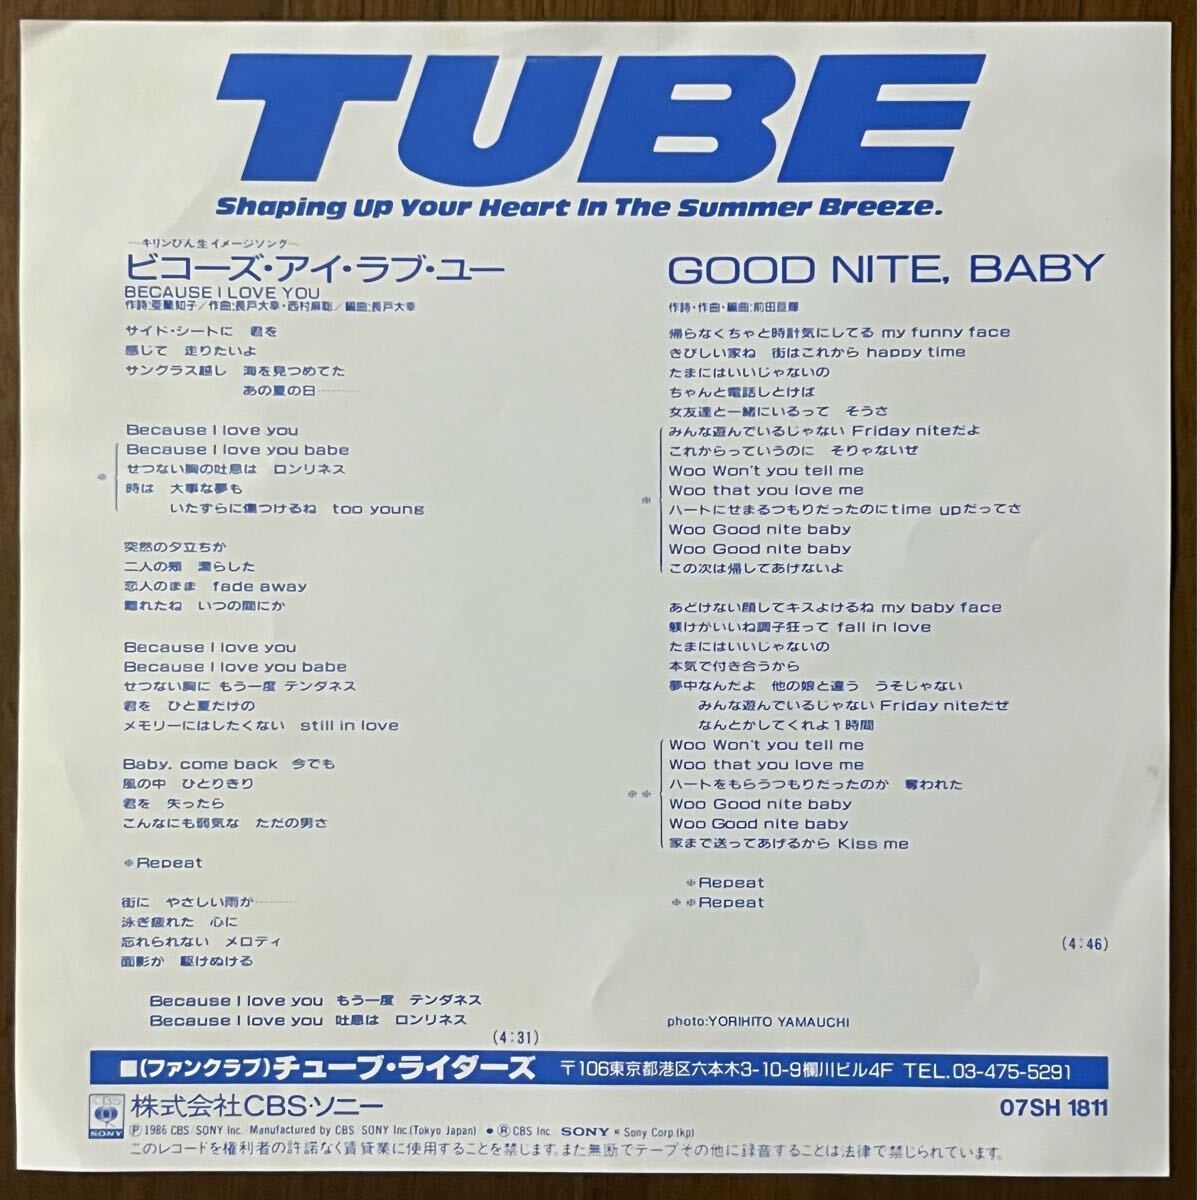 TUBE
Shaping Up Your Heart In The Summer Breeze.
〜キリンびん生イメージソング〜
ビコーズ・アイ・ラブ・ユー
BECAUSE I LOVE YOU
作詩:亜蘭知子/作曲:長戸大幸・西村麻聡/編曲:長戸大幸
サイド・シートに 君を
感じて 走りたいよ
サングラス越し 海を見つめてた
あの夏の日…………
Because I love you
Because I love you babe
せつない胸の吐息は ロンリネス
※
時は 大事な夢も
いたずらに傷つけるね too young
突然の夕立ちが
二人の頬 濡らした
恋人のまま fade away
離れたね いつの間にか
Because I love you
Because I love you babe
せつない胸に もう一度 テンダネス
君を ひと夏だけの
メモリーにはしたくない still in love
Baby, come back 今でも
風の中 ひとりきり
君を 失ったら
こんなにも弱気な ただの男さ
※Repeat
街に やさしい雨が…………
泳ぎ疲れた 心に
忘れられない メロディ
面影が 駆けぬける
Because I love you もう一度 テンダネス
Because I love you 吐息は ロンリネス
(4:31)
GOOD NITE, BABY
作詩・作曲・編曲:前田亘輝
帰らなくちゃと時計気にしてる my funny face
きびしい家ね 街はこれから happy time
たまにはいいじゃないの
ちゃんと電話しとけば
女友達と一緒にいるって そうさ
みんな遊んでいるじゃない Friday niteだよ
これからっていうのに そりゃないぜ
Woo Won't you tell me
Woo that you love me
※
ハートにせまるつもりだったのにtime upだってさ
Woo Good nite baby
Woo Good nite baby
この次は帰してあげないよ
あどけない顔してキスよけるね my baby face
躾けがいいね調子狂って fall in love
たまにはいいじゃないの
本気で付き合うから
夢中なんだよ 他の娘と違う うそじゃない
みんな遊んでいるじゃない Friday niteだぜ
なんとかしてくれよ1時間
Woo Won't you tell me
Woo that you love me
ハートをもらうつもりだったのが 奪われた
※※
Woo Good nite baby
Woo Good nite baby
家まで送ってあげるから Kiss me
※Repeat
※※Repeat
(4:46)
photo:YORIHITO YAMAUCHI
■(ファンクラブ)チューブ・ライダーズ 〒106東京都港区六本木3-10-9欄川ビル4F TEL.03-475-5291
CBS
SONY
株式会社CBS・ソニー
07SH 1811
Ⓟ1986 CBS/SONY Inc. Manufactured by CBS SONY Inc.(Tokyo Japan) ●ⓇCBS Inc SONY ® Sony Corp.(kp)
このレコードを権利者の許諾なく賃貸業に使用することを禁じます。また無断でテープその他に録音することは法律で禁じられています。